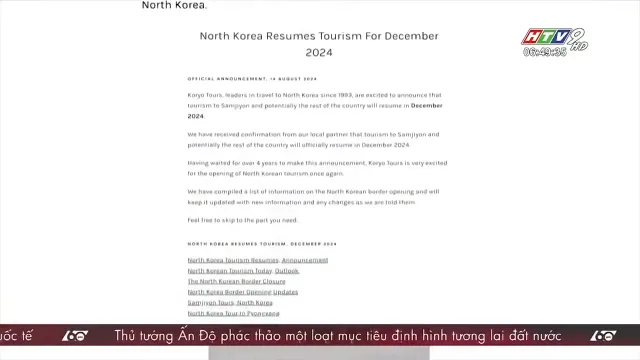 North Korea.
North Korea Resumes Tourism For December
2024
HTV9 HD
06:49:35
OFFICIAL ANNOUNCEMENT, 14 AUGUST 2024
Koryo Tours, leaders in travel to North Korea since 1993, are excited to announce that
tourism to Samjiyon and potentially the rest of the country will resume in December
2024.
We have received confirmation from our local partner that tourism to Samjiyon and
potentially the rest of the country will officially resume in December 2024.
Having waited for over 4 years to make this announcement, Koryo Tours is very excited
for the opening of North Korean tourism once again.
We have compiled a list of information on the North Korean border opening and will
keep it updated with new information and any changes as we are told them.
Feel free to skip to the part you need.
NORTH KOREA RESUMES TOURISM, DECEMBER 2024
North Korea Tourism Resumes: Announcement
North Korean Tourism Today: Outlook
The North Korean Border Closure
North Korea Border Opening Updates
Samjiyon Tours, North Korea
North Korea Tour to Pyongyang
uốc tế 60 Thủ tướng Ấn Độ phác thảo một loạt mục tiêu định hình tương lai đất nước 60